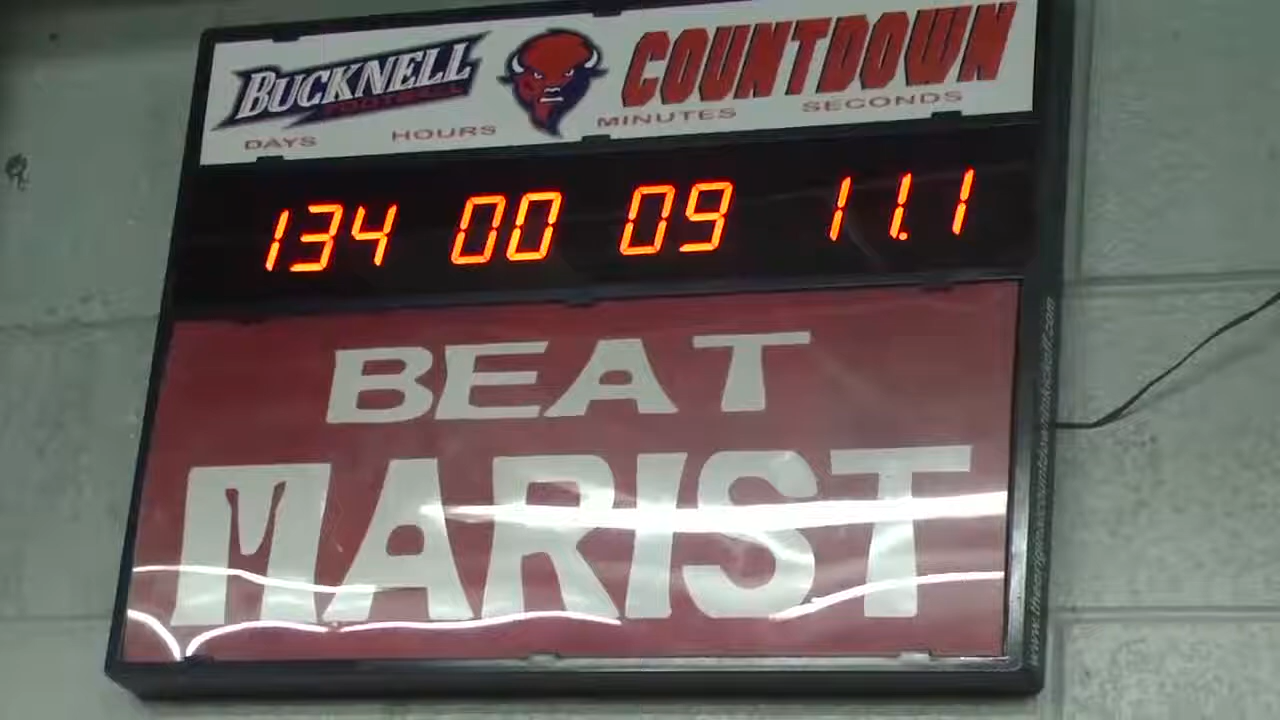 BUCKNELL FOOTBALL COUNTDOWN
DAYS HOURS MINUTES SECONDS
134 00 09 11.1
BEAT
MARIST